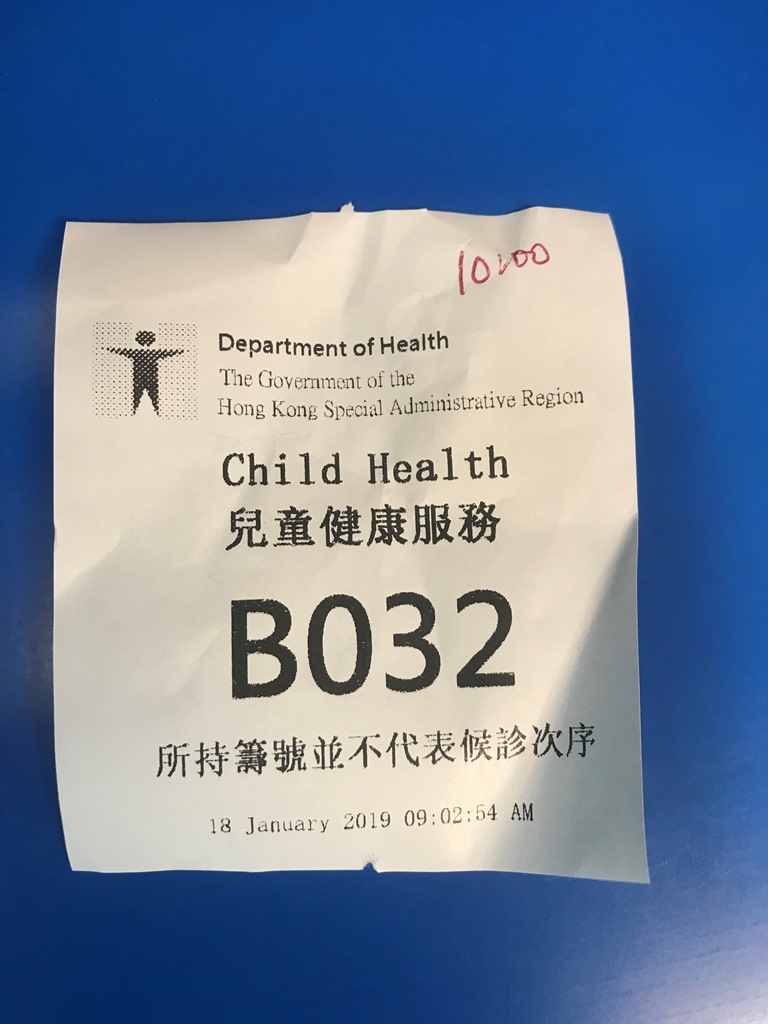 10:00
Department of Health
The Government of the
Hong Kong Special Administrative Region
Child Health
兒童健康服務
B032
所持籌號並不代表候診次序
18 January 2019 09:02:54 AM